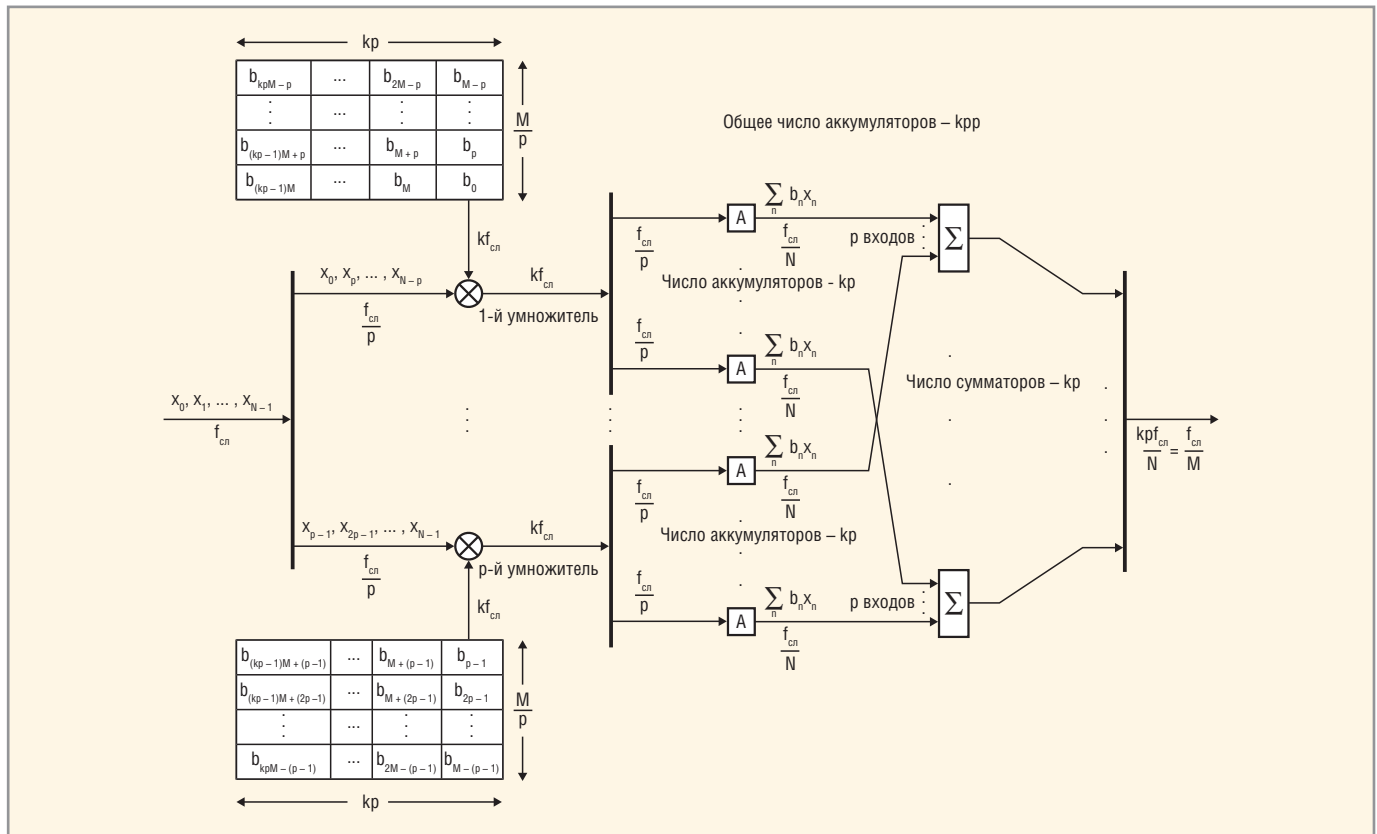 kp
b_{kpM – p} ... b_{2M – p} b_{M – p}
⋮ ... ⋮ ⋮
b_{(kp – 1)M + p} ... b_{M + p} b_p
b_{(kp – 1)M} ... b_M b_0
M/p
Общее число аккумуляторов – kpp
kf_{сл}
x_0, x_p, ... , x_{N – p}
f_{сл}/p
kf_{сл}
1-й умножитель
f_{сл}/p
A
∑_n b_n x_n
f_{сл}/N
p входов
∑
Число аккумуляторов - kp
f_{сл}/p
A
∑_n b_n x_n
f_{сл}/N
Число сумматоров – kp
x_0, x_1, ... , x_{N – 1}
f_{сл}
kpf_{сл}/N = f_{сл}/M
f_{сл}/p
A
∑_n b_n x_n
f_{сл}/N
x_{p – 1}, x_{2p – 1}, ... , x_{N – 1}
f_{сл}/p
kf_{сл}
p-й умножитель
Число аккумуляторов – kp
kf_{сл}
f_{сл}/p
A
∑_n b_n x_n
f_{сл}/N
p входов
∑
b_{(kp – 1)M + (p –1)} ... b_{M + (p – 1)} b_{p – 1}
b_{(kp – 1)M + (2p –1)} ... b_{M + (2p – 1)} b_{2p – 1}
⋮ ... ⋮ ⋮
b_{kpM – (p – 1)} ... b_{2M – (p – 1)} b_{M – (p – 1)}
M/p
kp